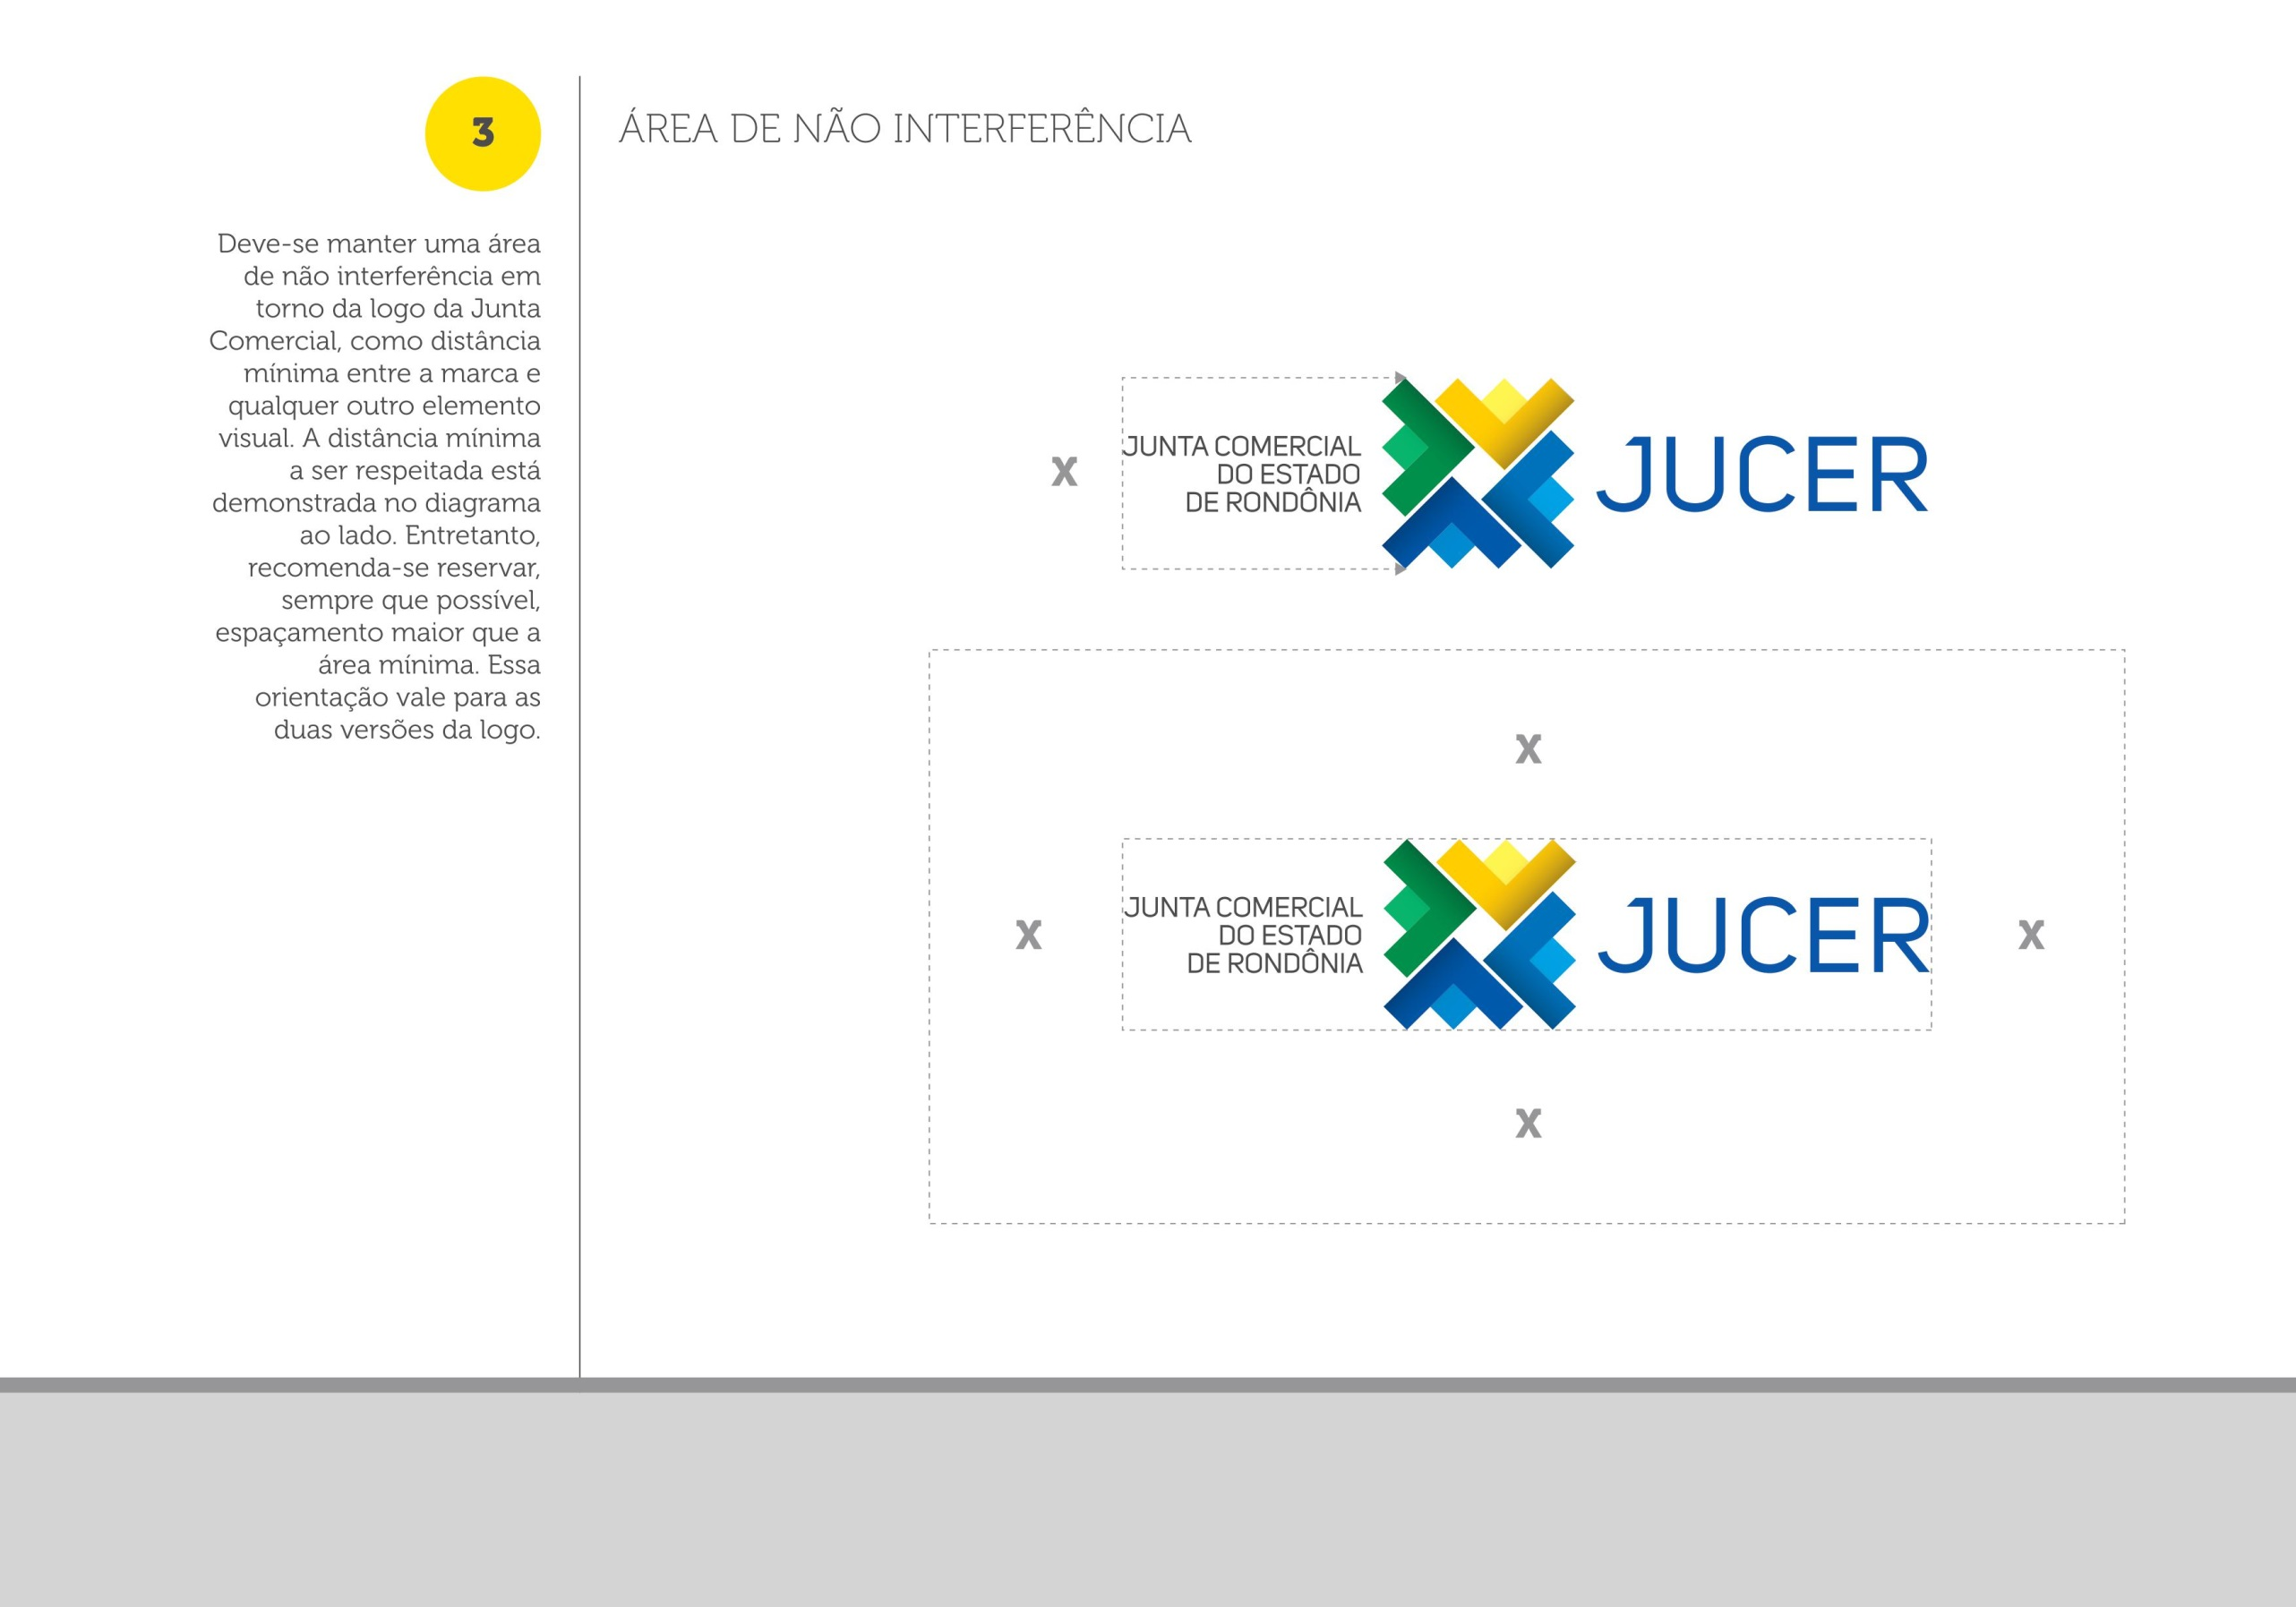 3
ÁREA DE NÃO INTERFERÊNCIA
Deve-se manter uma área
de não interferência em
torno da logo da Junta
Comercial, como distância
mínima entre a marca e
qualquer outro elemento
visual. A distância mínima
a ser respeitada está
demonstrada no diagrama
ao lado. Entretanto,
recomenda-se reservar,
sempre que possível,
espaçamento maior que a
área mínima. Essa
orientação vale para as
duas versões da logo.
x
JUNTA COMERCIAL
DO ESTADO
DE RONDÔNIA
JUCER
x
x
JUNTA COMERCIAL
DO ESTADO
DE RONDÔNIA
JUCER
x
x